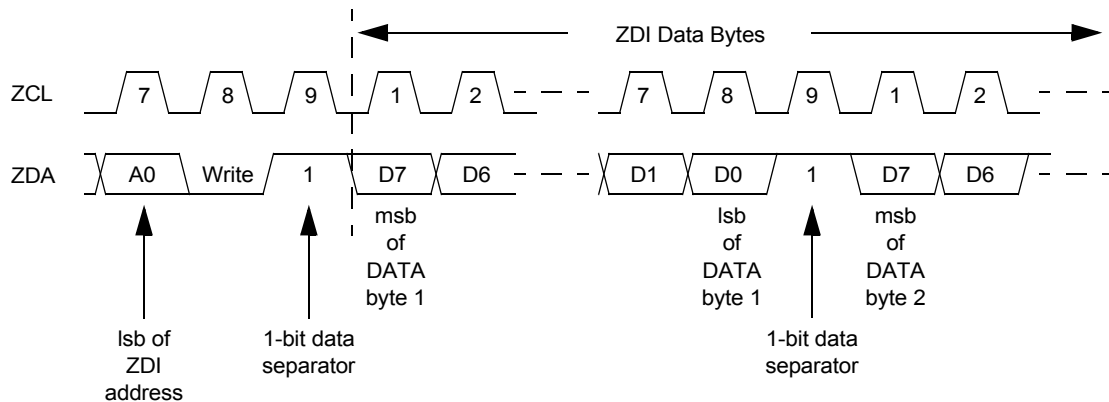 ZDI Data Bytes
ZCL 7 8 9 1 2 7 8 9 1 2
ZDA A0 Write 1 D7 D6 D1 D0 1 D7 D6
msb
of
DATA
byte 1
lsb
of
DATA
byte 1
msb
of
DATA
byte 2
lsb of
ZDI
address
1-bit data
separator
1-bit data
separator